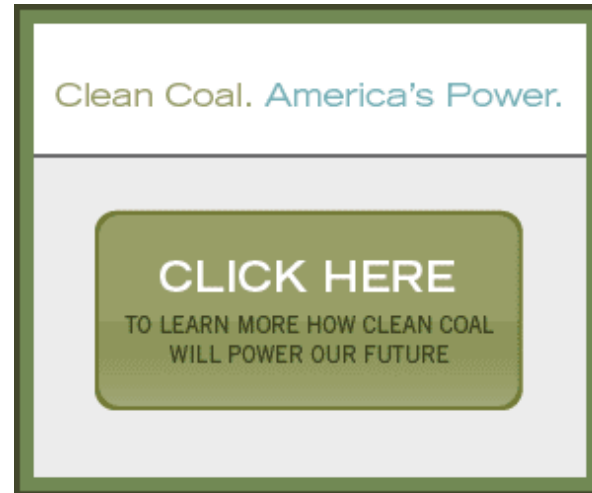 Clean Coal. America's Power.
CLICK HERE
TO LEARN MORE HOW CLEAN COAL
WILL POWER OUR FUTURE